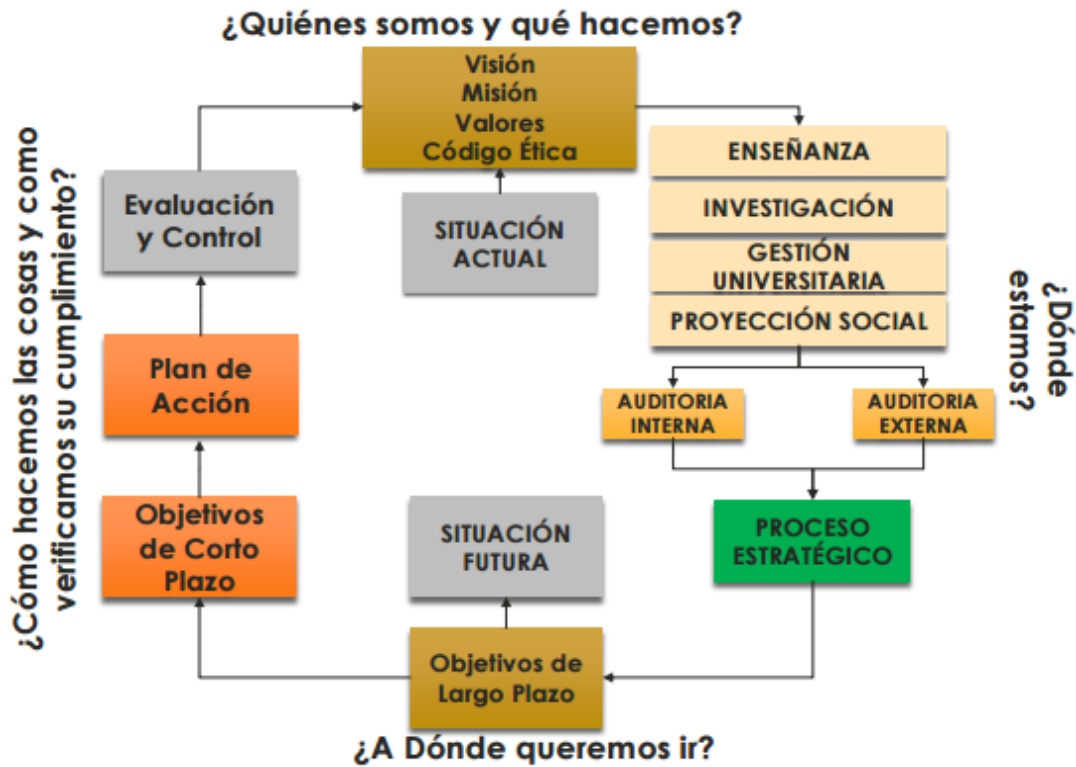 ¿Quiénes somos y qué hacemos?
Visión
Misión
Valores
Código Ética
ENSEÑANZA
INVESTIGACIÓN
GESTIÓN
UNIVERSITARIA
PROYECCIÓN SOCIAL
¿Dónde
estamos?
AUDITORIA
INTERNA
AUDITORIA
EXTERNA
PROCESO
ESTRATÉGICO
SITUACIÓN
ACTUAL
SITUACIÓN
FUTURA
Objetivos de
Largo Plazo
¿A Dónde queremos ir?
Objetivos
de Corto
Plazo
Plan de
Acción
Evaluación
y Control
¿Cómo hacemos las cosas y como
verificamos su cumplimiento?